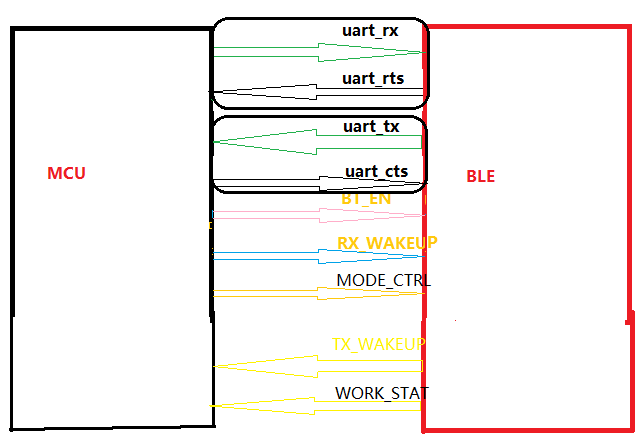 uart_rx
uart_rts
uart_tx
MCU
uart_cts
BLE
BT_EN
RX_WAKEUP
MODE_CTRL
TX_WAKEUP
WORK_STAT